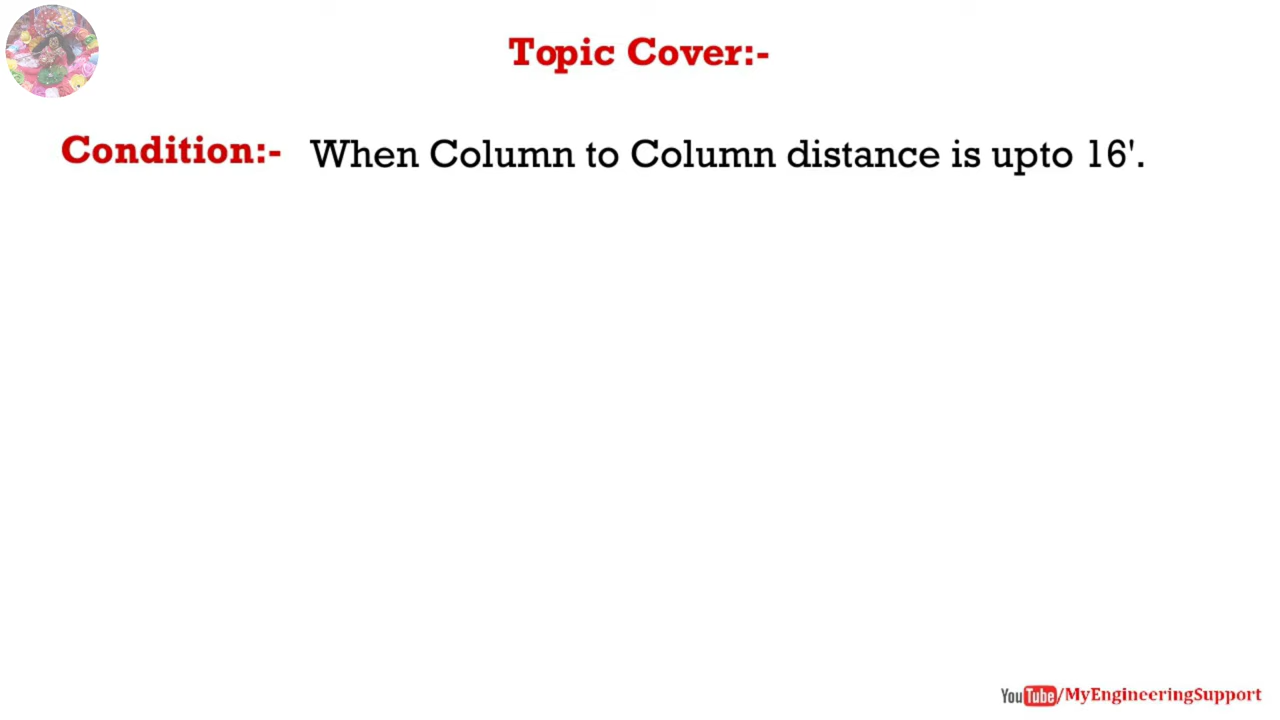 Topic Cover:-
Condition:- When Column to Column distance is upto 16'.
YouTube/MyEngineeringSupport